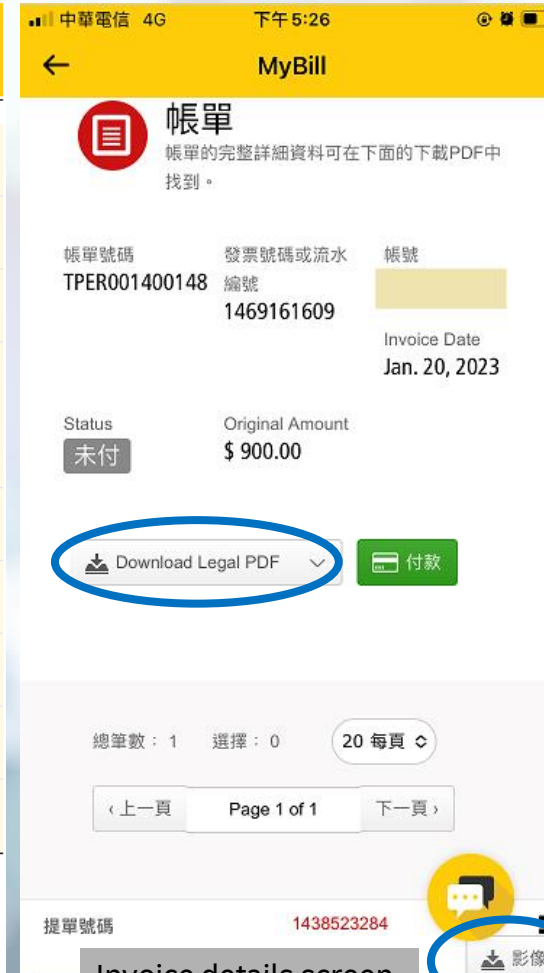 中華電信 4G 下午5:26
MyBill
帳單
帳單的完整詳細資料可在下面的下載PDF中
找到。
帳單號碼
TPER001400148
發票號碼或流水
編號
1469161609
帳號
Invoice Date
Jan. 20, 2023
Status
未付
Original Amount
$ 900.00
Download Legal PDF
付款
總筆數： 1 選擇： 0 20 每頁
‹上一頁 Page 1 of 1 下一頁›
提單號碼 1438523284
影像
Invoice details screen